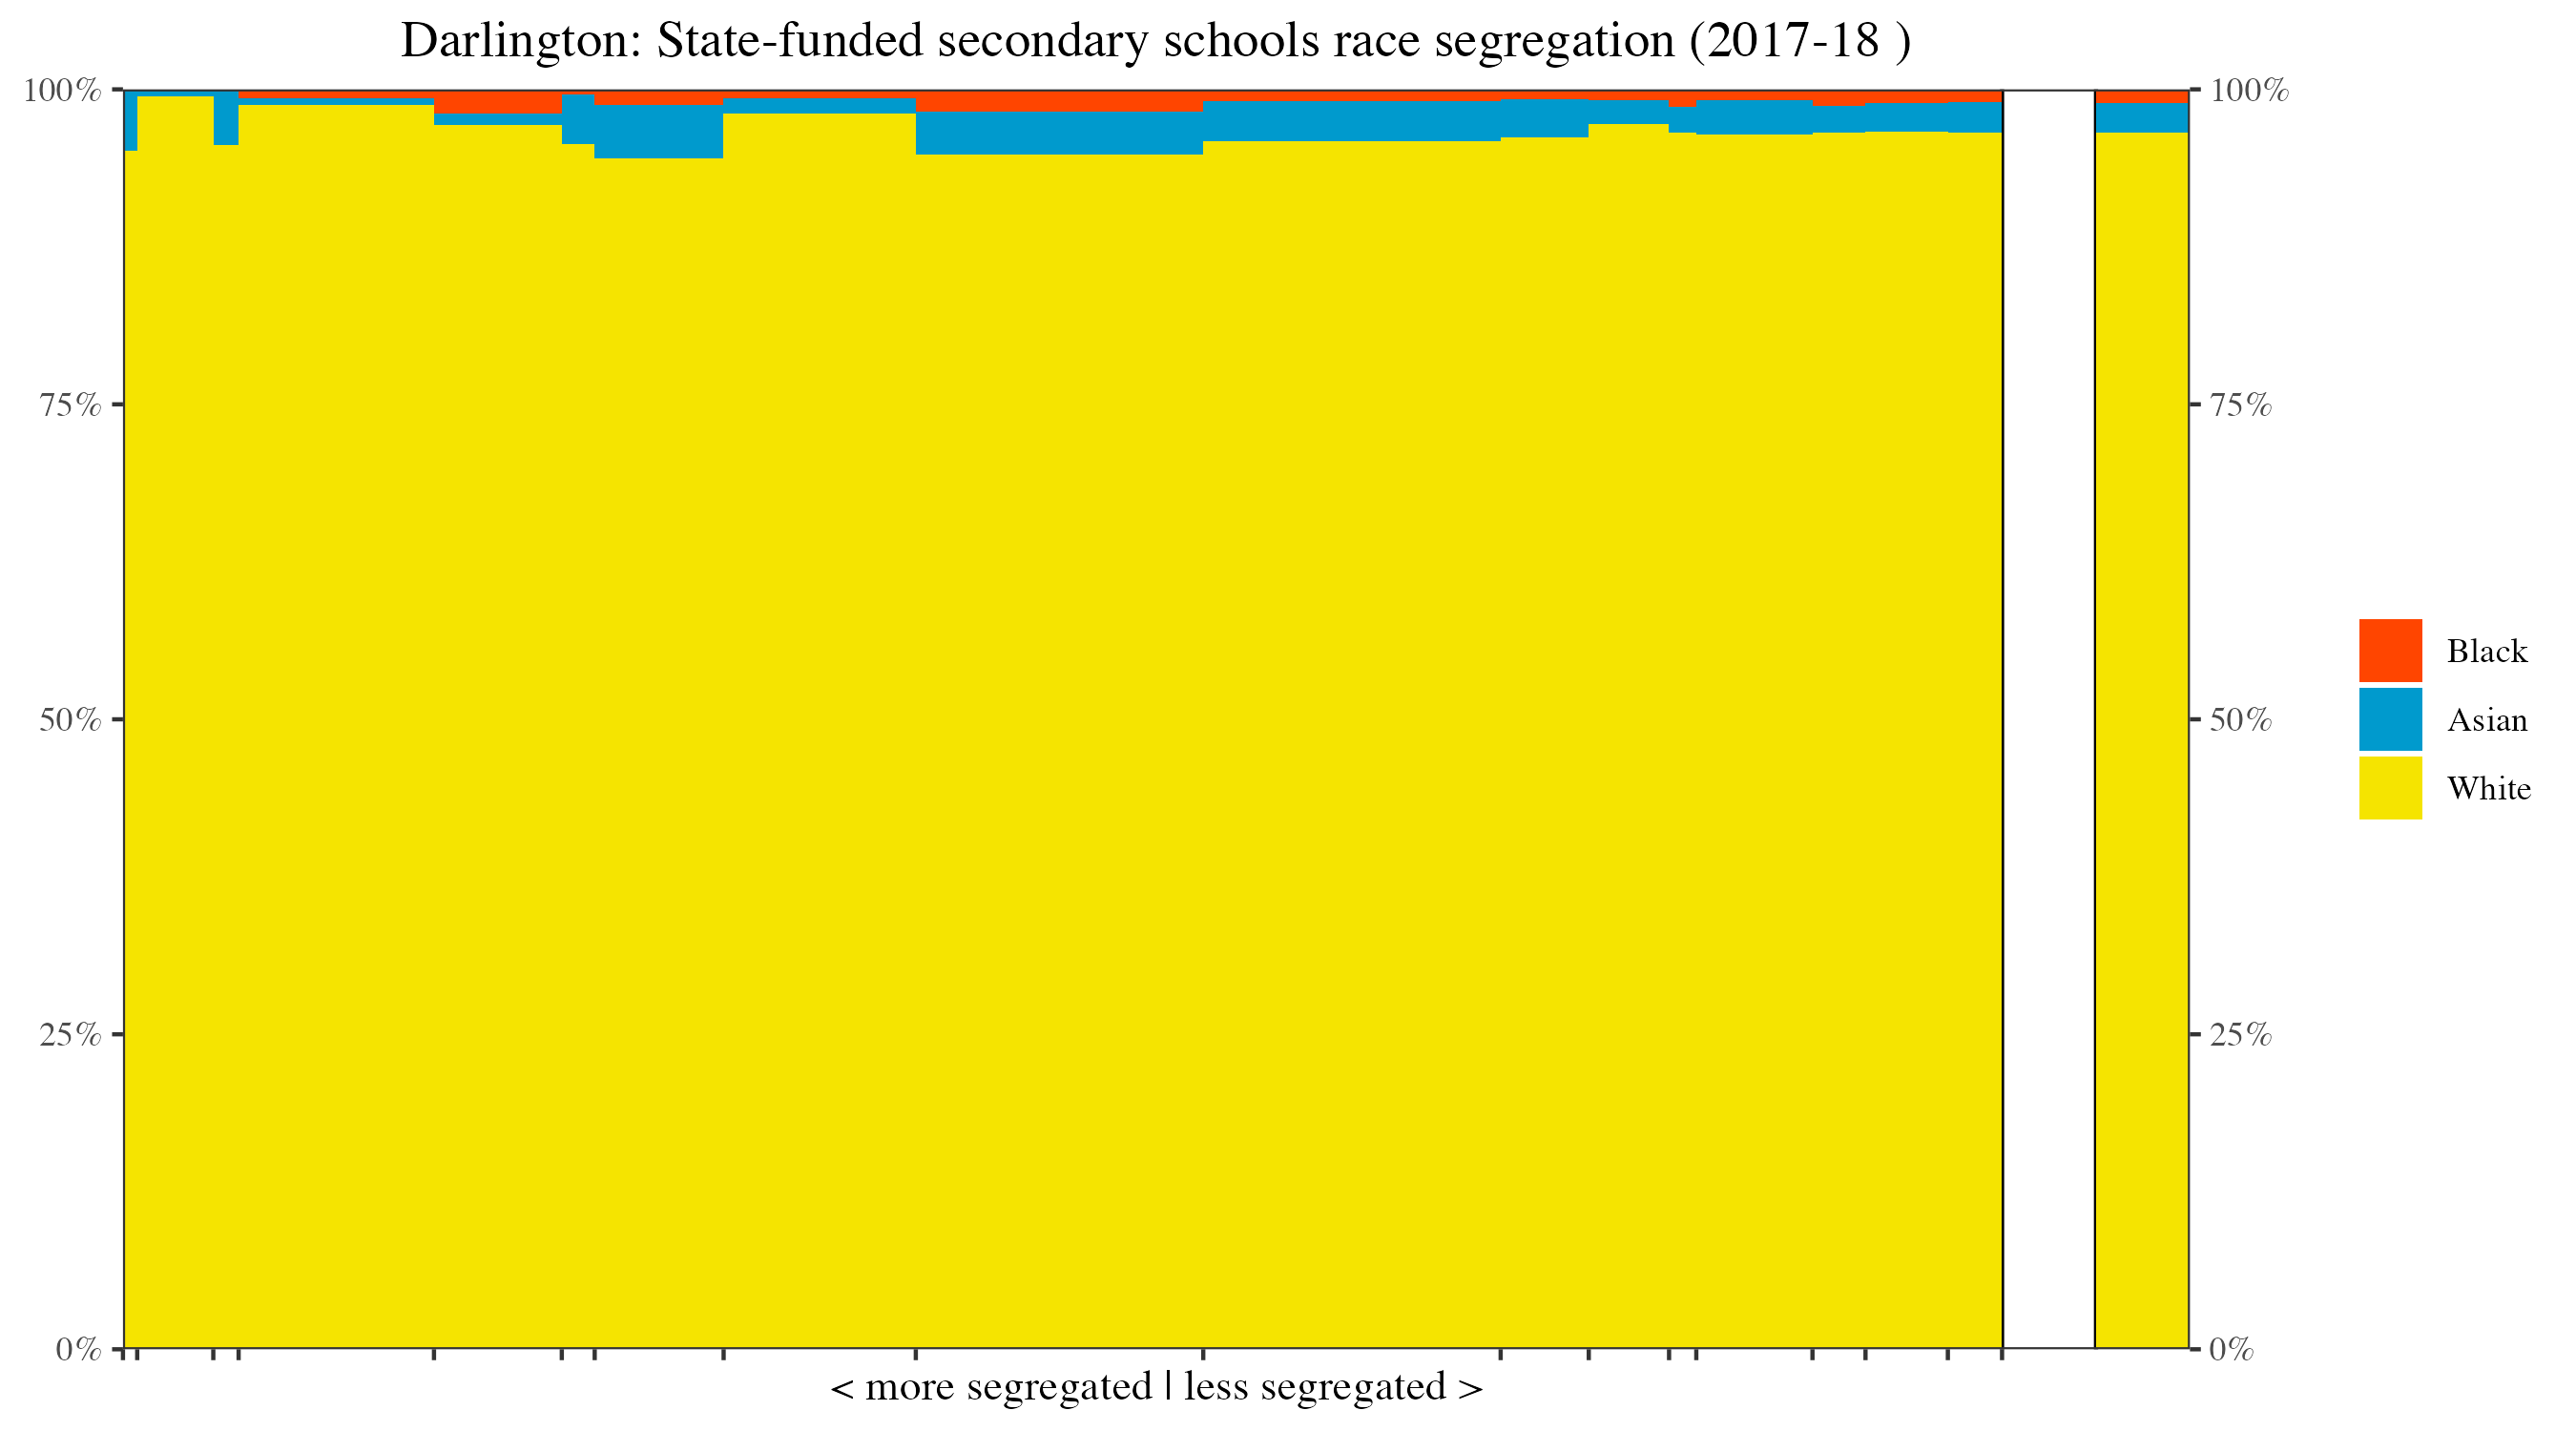 Darlington: State-funded secondary schools race segregation (2017-18 )
100%
75%
50%
25%
0%
100%
75%
50%
25%
0%
Black
Asian
White
< more segregated | less segregated >